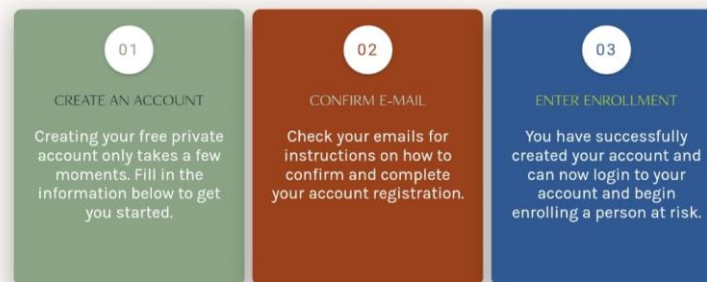 01
CREATE AN ACCOUNT
Creating your free private
account only takes a few
moments. Fill in the
information below to get
you started.
02
CONFIRM E-MAIL
Check your emails for
instructions on how to
confirm and complete
your account registration.
03
ENTER ENROLLMENT
You have successfully
created your account and
can now login to your
account and begin
enrolling a person at risk.